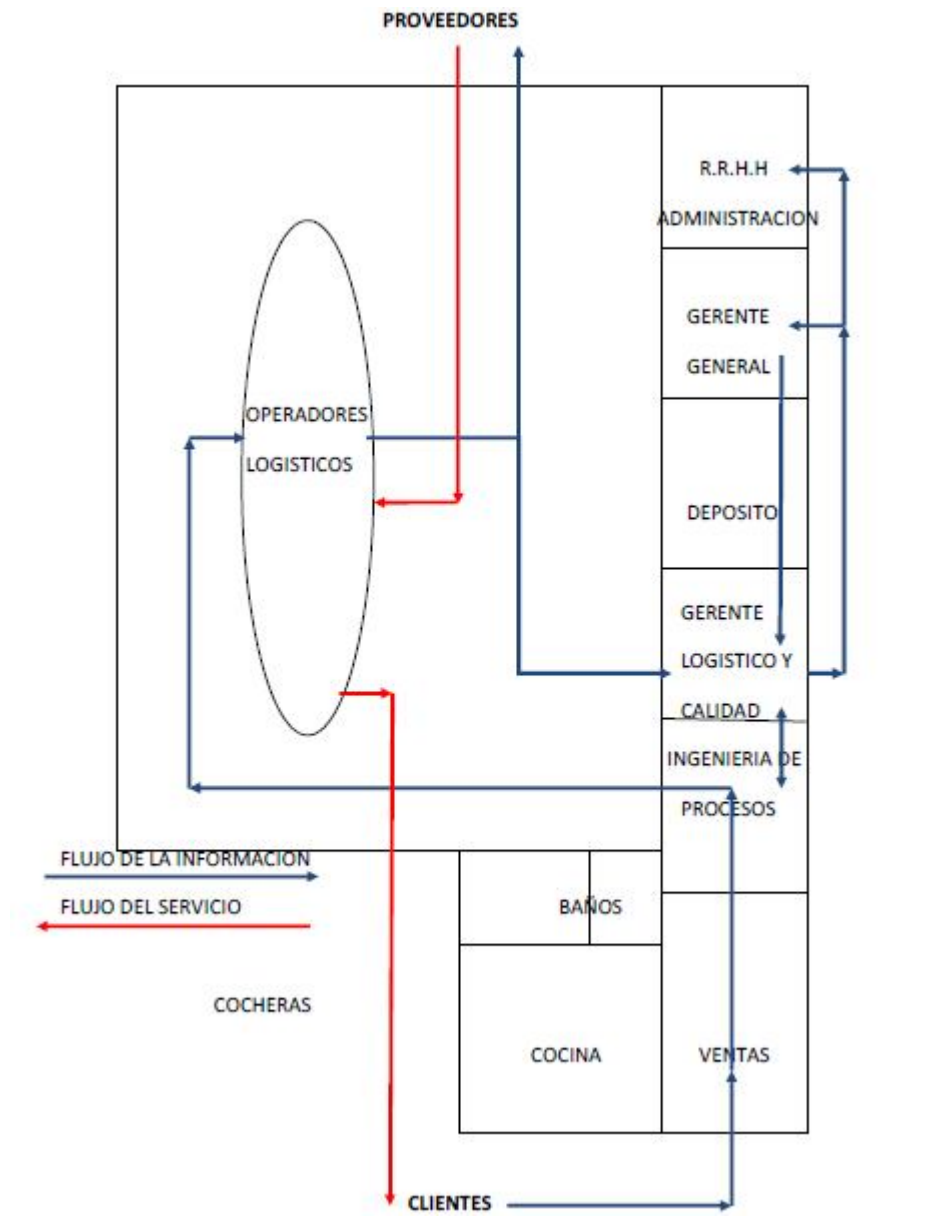 PROVEEDORES
R.R.H.H
ADMINISTRACION
GERENTE
GENERAL
OPERADORES
LOGISTICOS
DEPOSITO
GERENTE
LOGISTICO Y
CALIDAD
INGENIERIA DE
PROCESOS
FLUJO DE LA INFORMACION
FLUJO DEL SERVICIO
BAÑOS
COCHERAS
COCINA
VENTAS
CLIENTES